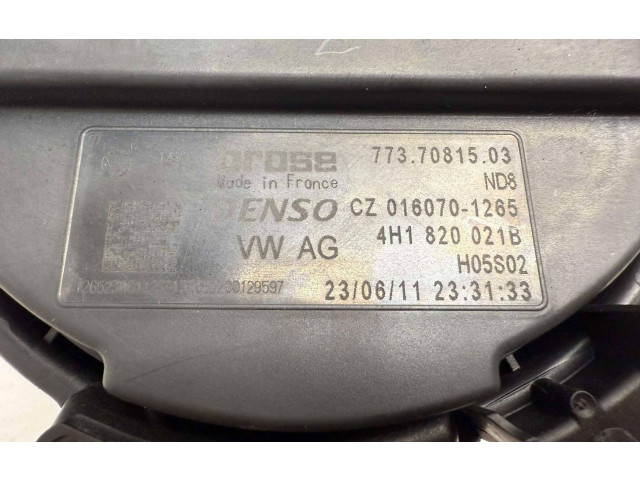 brose 773.70815.03
Made in France ND8
DENSO CZ 016070-1265
VW AG 4H1 820 021B
H05S02
23/06/11 23:31:33